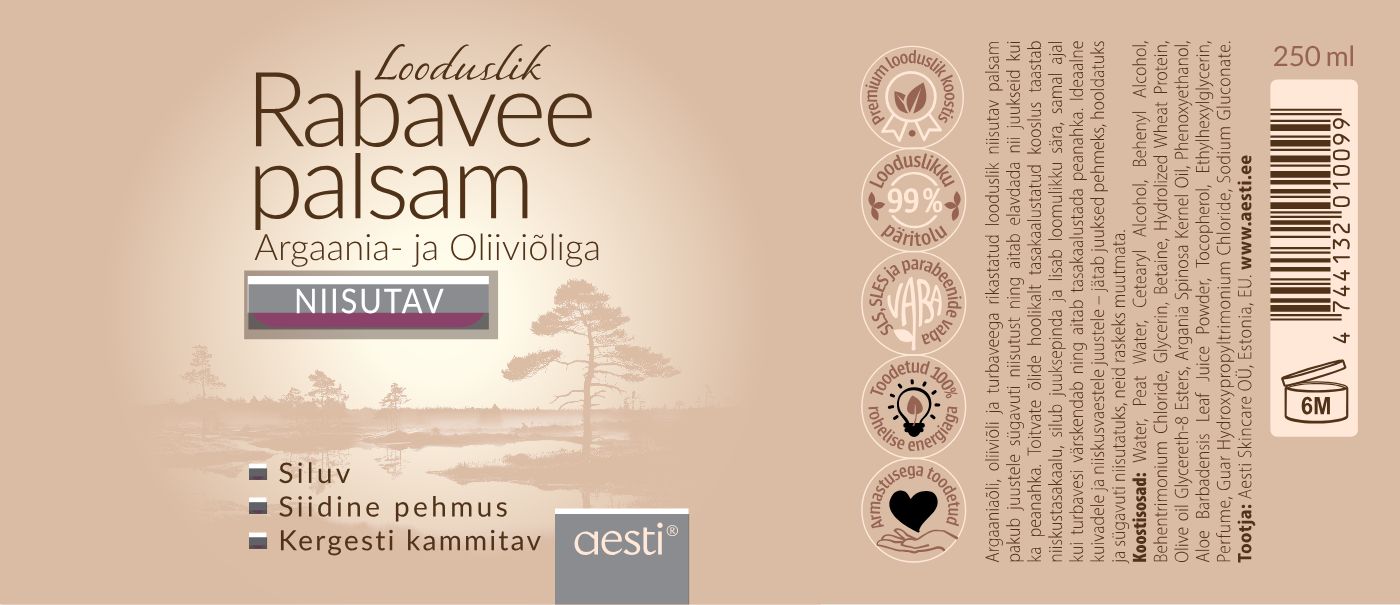 Looduslik
Rabavee
palsam
Argaania- ja Oliiviõliga
NIISUTAV
Siluv
Siidine pehmus
Kergesti kammitav
aesti®
Premium looduslik koostis
Looduslikku
99%
päritolu
SLS, SLES ja parabeenide vaba
VABA
Toodetud 100%
rohelise energiaga
Armastusega toodetud
Argaaniaõli, oliiviõli ja turbaveega rikastatud looduslik niisutav palsam
pakub juustele sügavuti niisutust ning aitab elavdada nii juukseid kui
ka peanahka. Toitvate õlide hoolikalt tasakaalustatud kooslus taastab
niiskustasakaalu, silub juuksepinda ja lisab loomulikku sära, samal ajal
kui turbavesi värskendab ning aitab tasakaalustada peanahka. Ideaalne
kuivadele ja niiskusvaestele juustele – jätab juuksed pehmeks, hooldatuks
ja sügavuti niisutatuks, neid raskeks muutmata.
Koostisosad: Water, Peat Water, Cetearyl Alcohol, Behenyl Alcohol,
Behentrimonium Chloride, Glycerin, Betaine, Hydrolized Wheat Protein,
Olive oil Glycereth-8 Esters, Argania Spinosa Kernel Oil, Phenoxyethanol,
Aloe Barbadensis Leaf Juice Powder, Tocopherol, Ethylhexylglycerin,
Perfume, Guar Hydroxypropyltrimonium Chloride, Sodium Gluconate.
Tootja: Aesti Skincare OÜ, Estonia, EU. www.aesti.ee
250 ml
4 744132 010099
6M